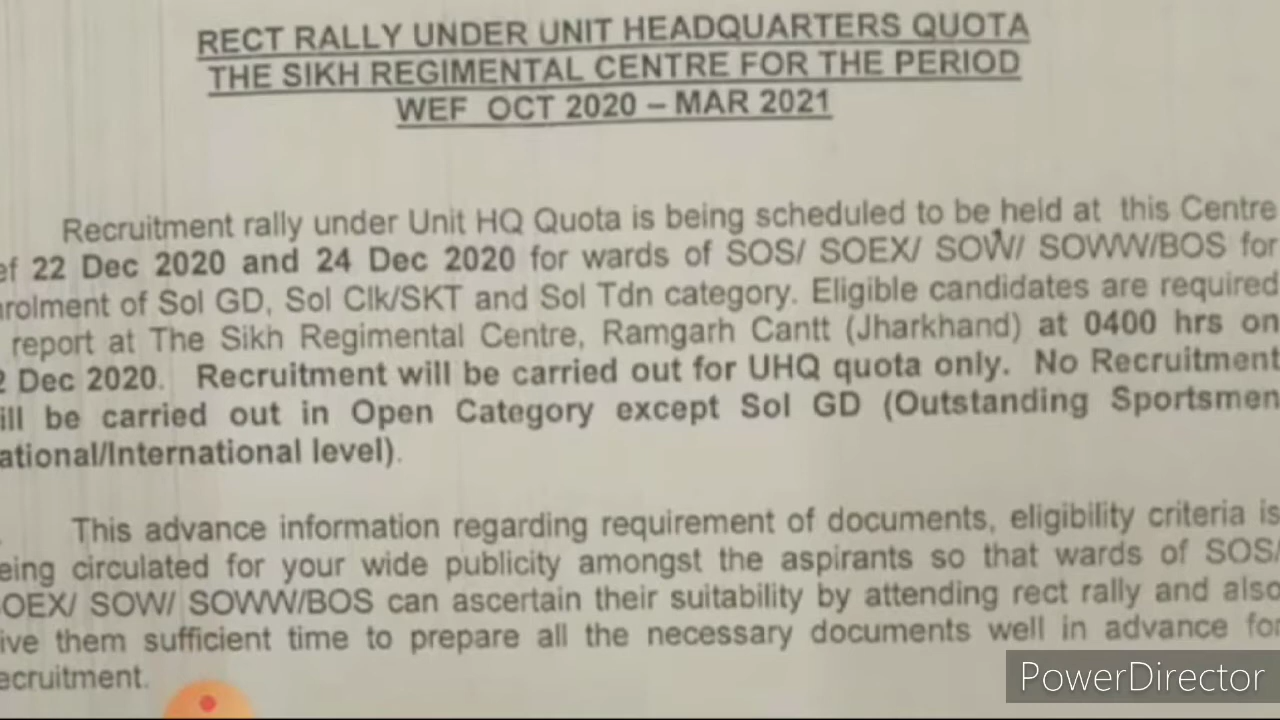 RECT RALLY UNDER UNIT HEADQUARTERS QUOTA
THE SIKH REGIMENTAL CENTRE FOR THE PERIOD
WEF OCT 2020 – MAR 2021
Recruitment rally under Unit HQ Quota is being scheduled to be held at this Centre
ef 22 Dec 2020 and 24 Dec 2020 for wards of SOS/ SOEX/ SOW/ SOWW/BOS for
rolment of Sol GD, Sol Clk/SKT and Sol Tdn category. Eligible candidates are required
report at The Sikh Regimental Centre, Ramgarh Cantt (Jharkhand) at 0400 hrs on
2 Dec 2020. Recruitment will be carried out for UHQ quota only. No Recruitment
ill be carried out in Open Category except Sol GD (Outstanding Sportsmen
ational/International level).
This advance information regarding requirement of documents, eligibility criteria is
eing circulated for your wide publicity amongst the aspirants so that wards of SOS/
OEX/ SOW/ SOWW/BOS can ascertain their suitability by attending rect rally and also
ive them sufficient time to prepare all the necessary documents well in advance for
ecruitment.
PowerDirector